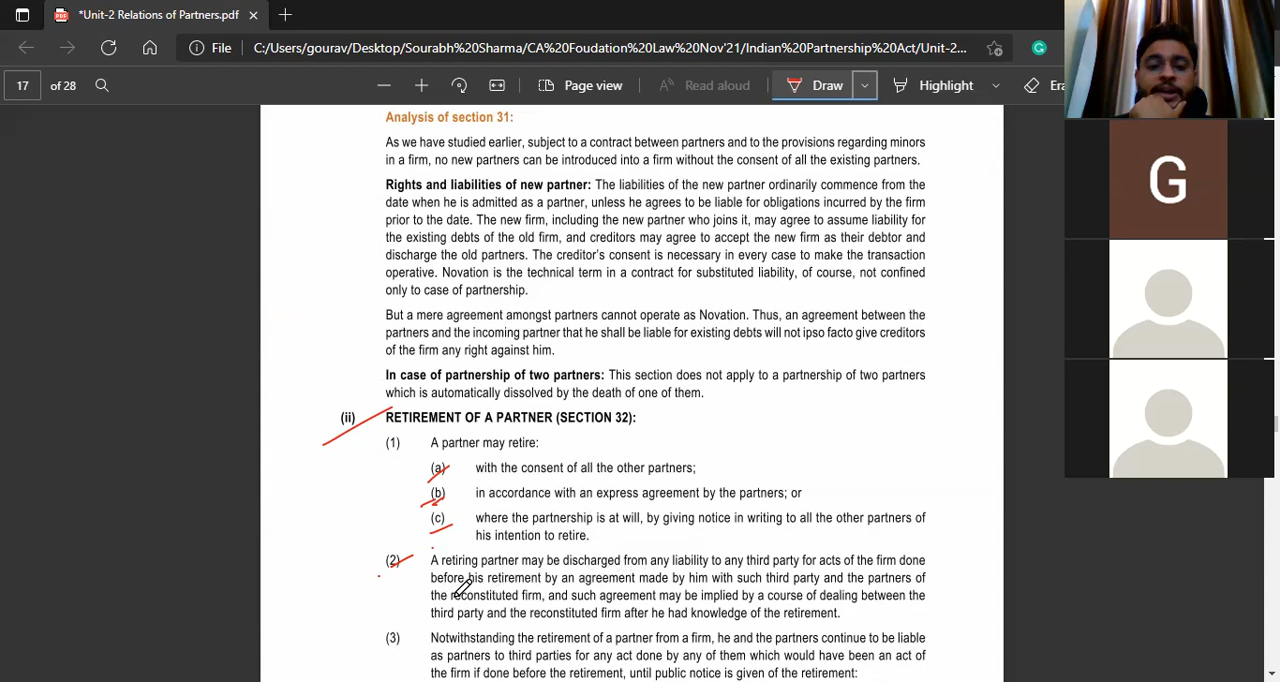 *Unit-2 Relations of Partners.pdf
File
C:/Users/gourav/Desktop/Sourabh%20Sharma/CA%20Foudation%20Law%20Nov'21/Indian%20Partnership%20Act/Unit-2...
17 of 28
Page view
Read aloud
Draw
Highlight
Era
Analysis of section 31:
As we have studied earlier, subject to a contract between partners and to the provisions regarding minors
in a firm, no new partners can be introduced into a firm without the consent of all the existing partners.
Rights and liabilities of new partner: The liabilities of the new partner ordinarily commence from the
date when he is admitted as a partner, unless he agrees to be liable for obligations incurred by the firm
prior to the date. The new firm, including the new partner who joins it, may agree to assume liability for
the existing debts of the old firm, and creditors may agree to accept the new firm as their debtor and
discharge the old partners. The creditor's consent is necessary in every case to make the transaction
operative. Novation is the technical term in a contract for substituted liability, of course, not confined
only to case of partnership.
But a mere agreement amongst partners cannot operate as Novation. Thus, an agreement between the
partners and the incoming partner that he shall be liable for existing debts will not ipso facto give creditors
of the firm any right against him.
In case of partnership of two partners: This section does not apply to a partnership of two partners
which is automatically dissolved by the death of one of them.
(ii) RETIREMENT OF A PARTNER (SECTION 32):
(1) A partner may retire:
(a) with the consent of all the other partners;
(b) in accordance with an express agreement by the partners; or
(c) where the partnership is at will, by giving notice in writing to all the other partners of
his intention to retire.
(2) A retiring partner may be discharged from any liability to any third party for acts of the firm done
before his retirement by an agreement made by him with such third party and the partners of
the reconstituted firm, and such agreement may be implied by a course of dealing between the
third party and the reconstituted firm after he had knowledge of the retirement.
(3) Notwithstanding the retirement of a partner from a firm, he and the partners continue to be liable
as partners to third parties for any act done by any of them which would have been an act of
the firm if done before the retirement, until public notice is given of the retirement:
G